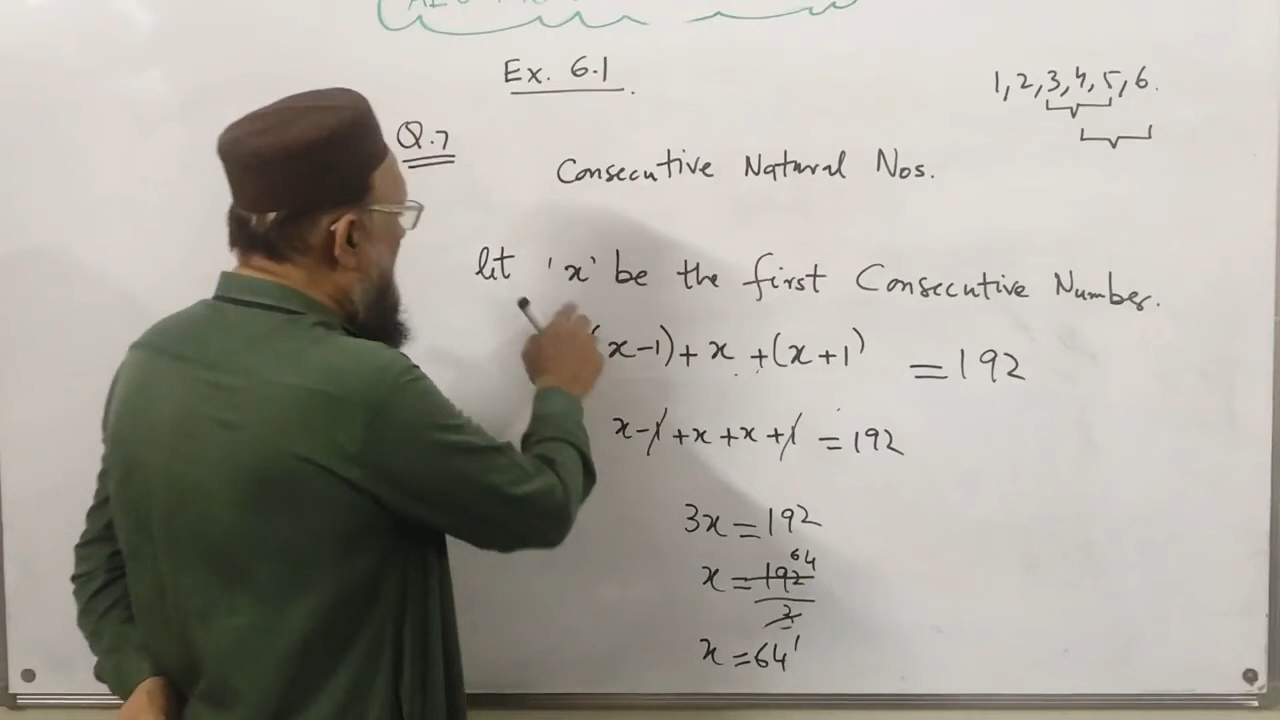 Ex. 6.1
1, 2, 3, 4, 5, 6.
Q.7
Consecutive Natural Nos.
let 'x' be the first Consecutive Number.
(x-1) + x + (x+1) = 192
x - 1 + x + x + 1 = 192
3x = 192
64
x = 192
3
x = 64